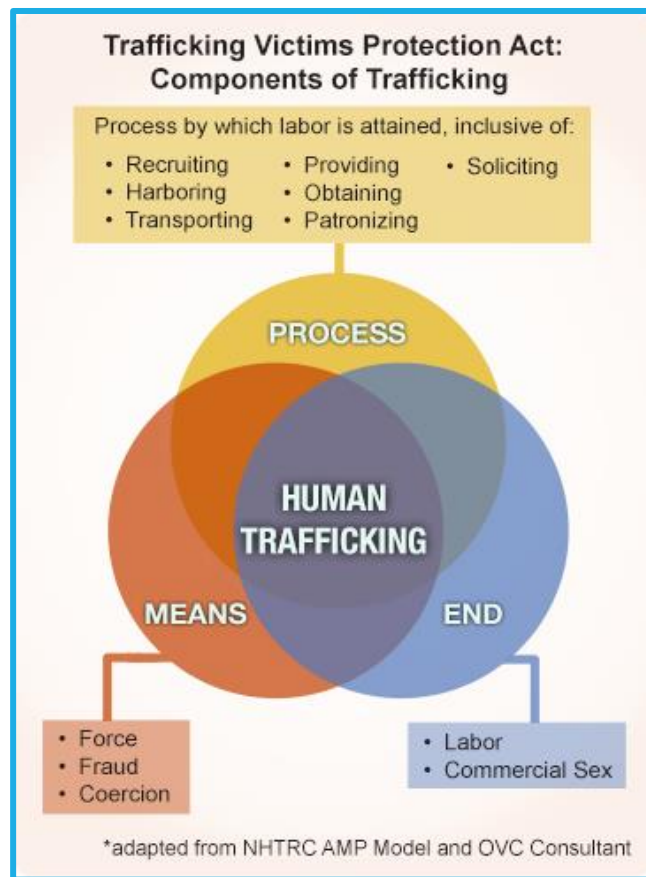 Trafficking Victims Protection Act:
Components of Trafficking
Process by which labor is attained, inclusive of:
• Recruiting
• Harboring
• Transporting
• Providing
• Obtaining
• Patronizing
• Soliciting
PROCESS
HUMAN
TRAFFICKING
MEANS
END
• Force
• Fraud
• Coercion
• Labor
• Commercial Sex
*adapted from NHTRC AMP Model and OVC Consultant